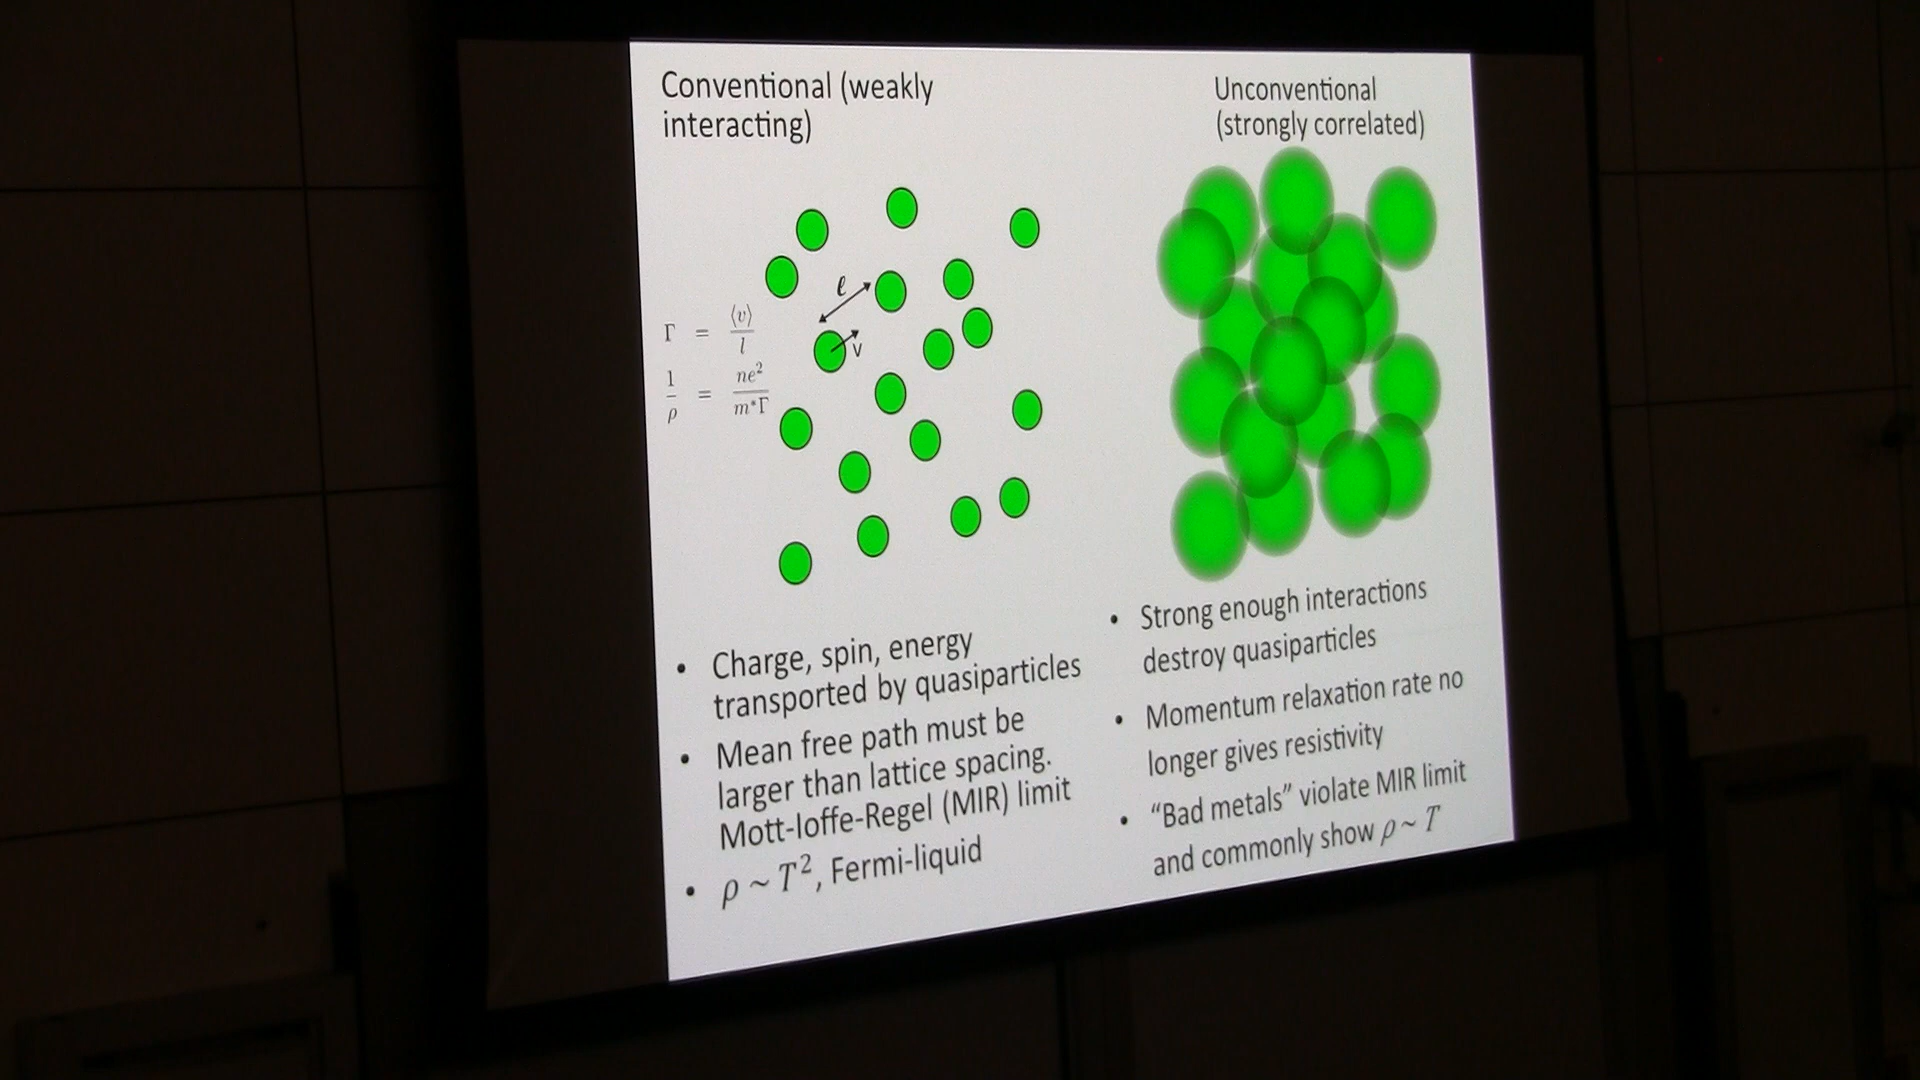 Conventional (weakly
interacting)
ℓ
v
Γ = ⟨v⟩/l
1/ρ = ne²/m*Γ
• Charge, spin, energy
transported by quasiparticles
• Mean free path must be
larger than lattice spacing.
Mott-Ioffe-Regel (MIR) limit
• ρ ~ T², Fermi-liquid
Unconventional
(strongly correlated)
• Strong enough interactions
destroy quasiparticles
• Momentum relaxation rate no
longer gives resistivity
• “Bad metals” violate MIR limit
and commonly show ρ ~ T